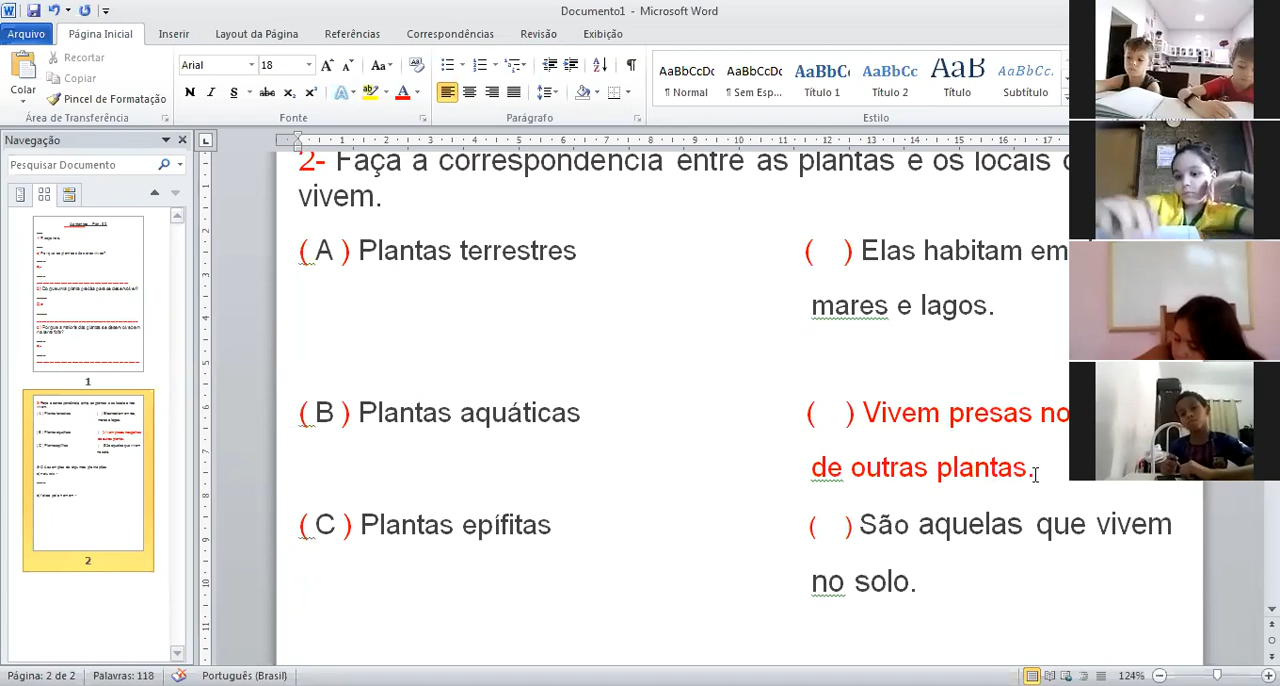 Documento1 - Microsoft Word
Arquivo
Página Inicial
Inserir
Layout da Página
Referências
Correspondências
Revisão
Exibição
Recortar
Copiar
Colar
Pincel de Formatação
Área de Transferência
Arial
18
Fonte
Parágrafo
AaBbCcDc
AaBbCcDc
AaBbC
AaBbCc
AaB
AaBbCc.
¶ Normal
¶ Sem Esp...
Título 1
Título 2
Título
Subtítulo
Estilo
Navegação
Pesquisar Documento
1
2
2- Faça a correspondência entre as plantas e os locais
vivem.
( A ) Plantas terrestres
( ) Elas habitam em
mares e lagos.
( B ) Plantas aquáticas
( ) Vivem presas no
de outras plantas.
( C ) Plantas epífitas
( ) São aquelas que vivem
no solo.
Página: 2 de 2
Palavras: 118
Português (Brasil)
124%